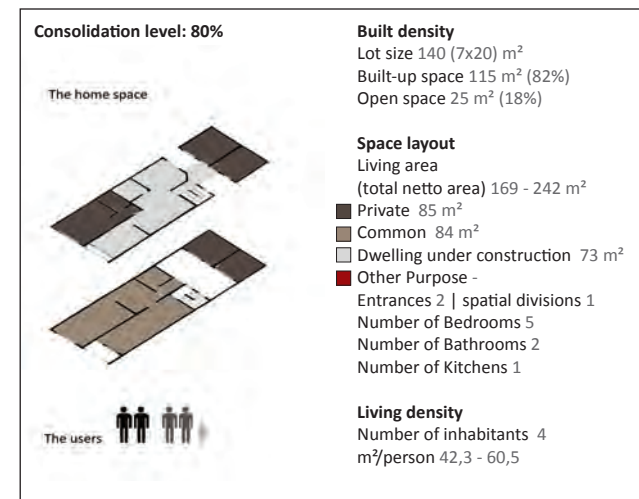 Consolidation level: 80%
The home space
The users
Built density
Lot size 140 (7x20) m²
Built-up space 115 m² (82%)
Open space 25 m² (18%)
Space layout
Living area
(total netto area) 169 - 242 m²
Private 85 m²
Common 84 m²
Dwelling under construction 73 m²
Other Purpose -
Entrances 2 | spatial divisions 1
Number of Bedrooms 5
Number of Bathrooms 2
Number of Kitchens 1
Living density
Number of inhabitants 4
m²/person 42,3 - 60,5